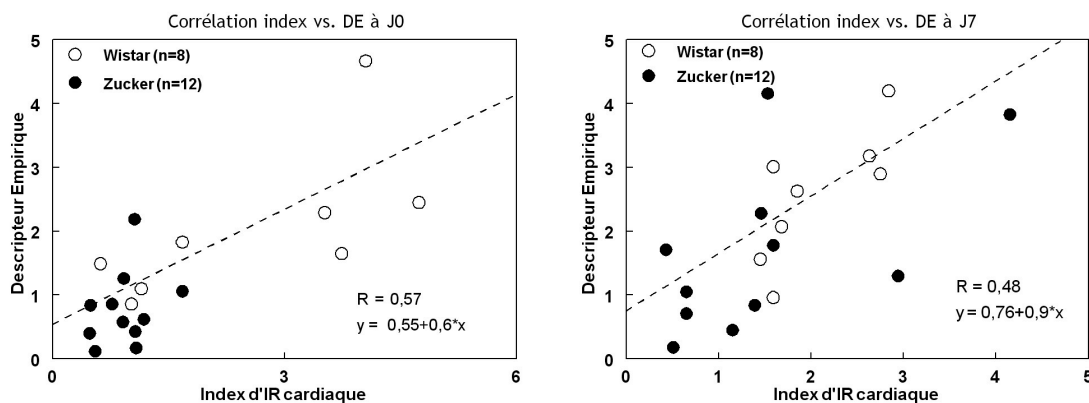 Corrélation index vs. DE à J0
5
4
3
2
1
0
Descripteur Empirique
Wistar (n=8)
Zucker (n=12)
R = 0,57
y = 0,55+0,6*x
0 3 6
Index d'IR cardiaque
Corrélation index vs. DE à J7
5
4
3
2
1
0
Descripteur Empirique
Wistar (n=8)
Zucker (n=12)
R = 0,48
y = 0,76+0,9*x
0 1 2 3 4 5
Index d'IR cardiaque